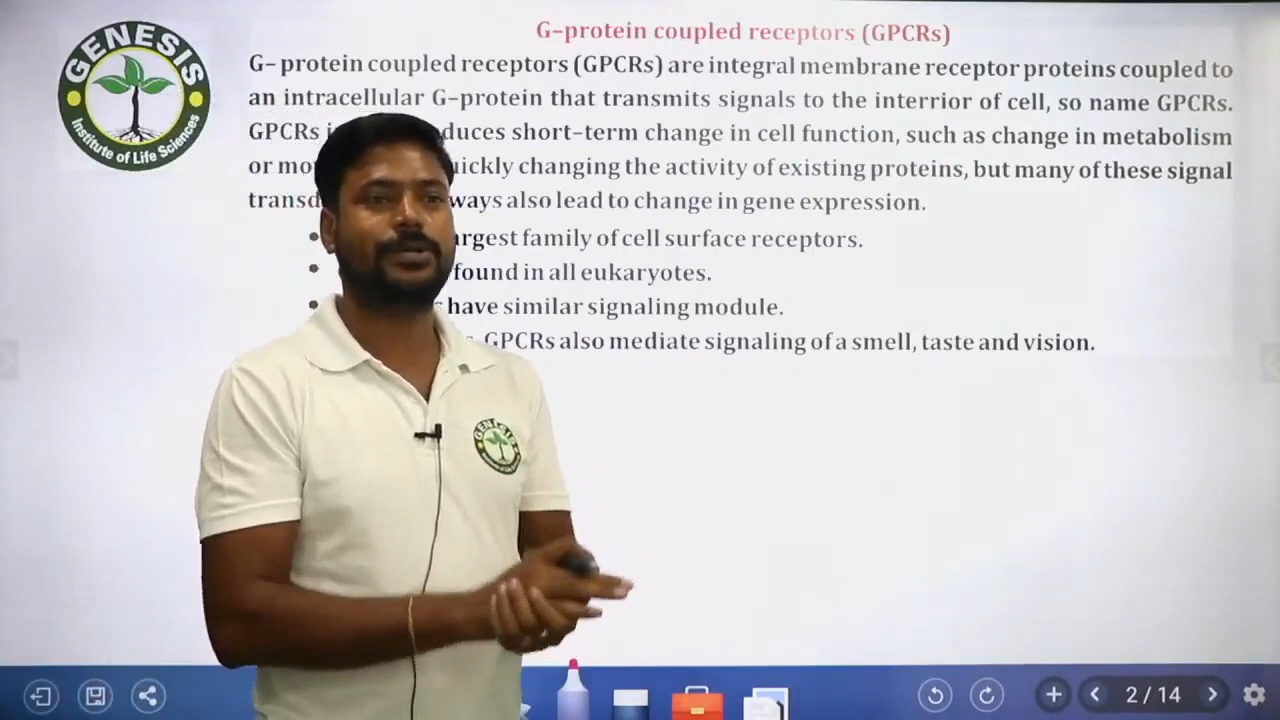 GENESIS
Institute of Life Sciences
G-protein coupled receptors (GPCRs)
G- protein coupled receptors (GPCRs) are integral membrane receptor proteins coupled to
an intracellular G-protein that transmits signals to the interrior of cell, so name GPCRs.
GPCRs duces short-term change in cell function, such as change in metabolism
or mo uickly changing the activity of existing proteins, but many of these signal
transd ways also lead to change in gene expression.
• argest family of cell surface receptors.
• found in all eukaryotes.
• have similar signaling module.
GPCRs also mediate signaling of a smell, taste and vision.
GENESIS
2 / 14